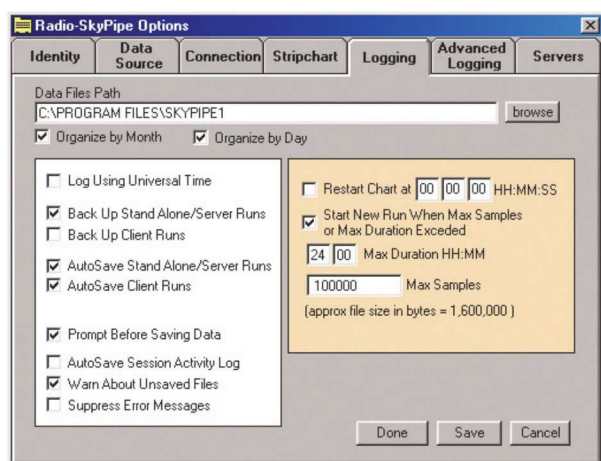 Radio-SkyPipe Options
Identity
Data Source
Connection
Stripchart
Logging
Advanced Logging
Servers
Data Files Path
C:\PROGRAM FILES\SKYPIPE1
browse
Organize by Month
Organize by Day
Log Using Universal Time
Back Up Stand Alone/Server Runs
Back Up Client Runs
AutoSave Stand Alone/Server Runs
AutoSave Client Runs
Prompt Before Saving Data
AutoSave Session Activity Log
Warn About Unsaved Files
Suppress Error Messages
Restart Chart at 00 00 00 HH:MM:SS
Start New Run When Max Samples
or Max Duration Exceded
24 00 Max Duration HH:MM
100000 Max Samples
(approx file size in bytes = 1,600,000 )
Done
Save
Cancel